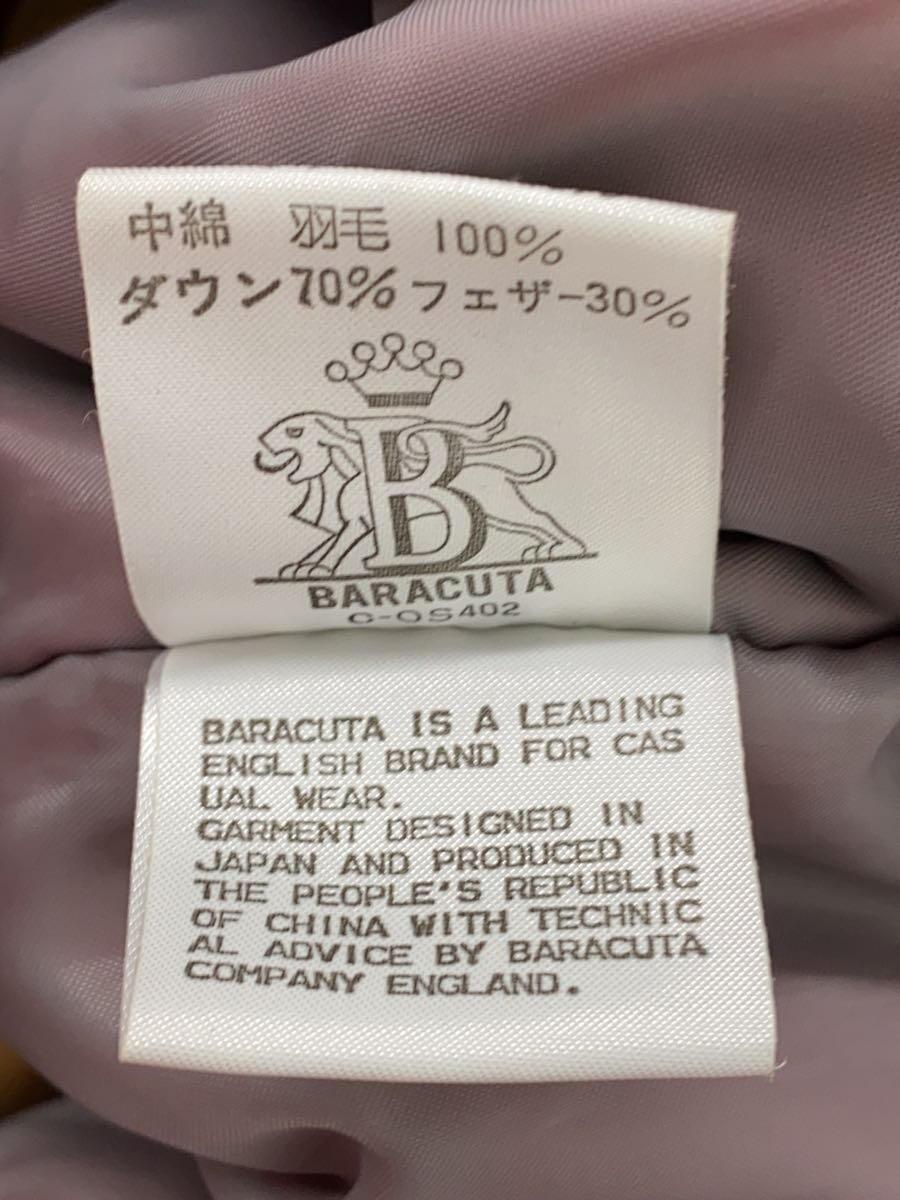 中綿 羽毛 100%
ダウン70%フェザー30%
B
BARACUTA
C-OS402
BARACUTA IS A LEADING
ENGLISH BRAND FOR CAS
UAL WEAR.
GARMENT DESIGNED IN
JAPAN AND PRODUCED IN
THE PEOPLE'S REPUBLIC
OF CHINA WITH TECHNIC
AL ADVICE BY BARACUTA
COMPANY ENGLAND.